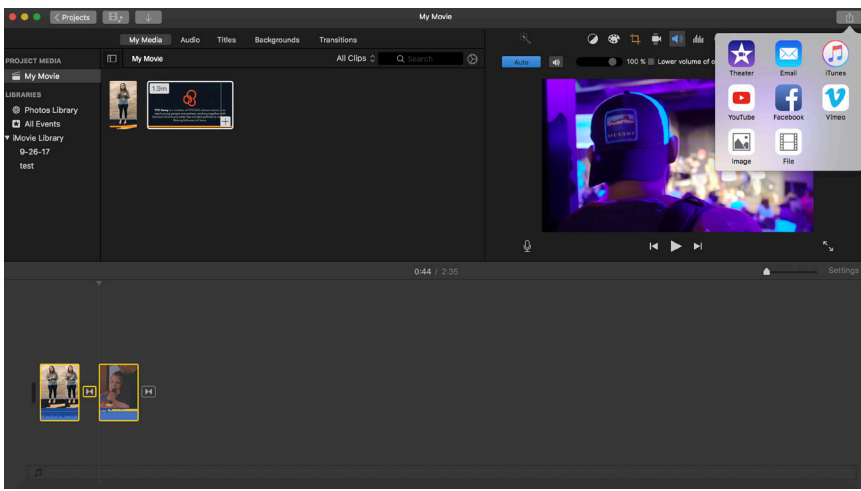 Projects
My Movie
My Media Audio Titles Backgrounds Transitions
PROJECT MEDIA
My Movie
LIBRARIES
Photos Library
All Events
iMovie Library
9-26-17
test
My Movie
All Clips
Search
1.9m
Auto
100 %
Lower volume of o
Theater Email iTunes
YouTube Facebook Vimeo
Image File
0:44 / 2:35
Settings